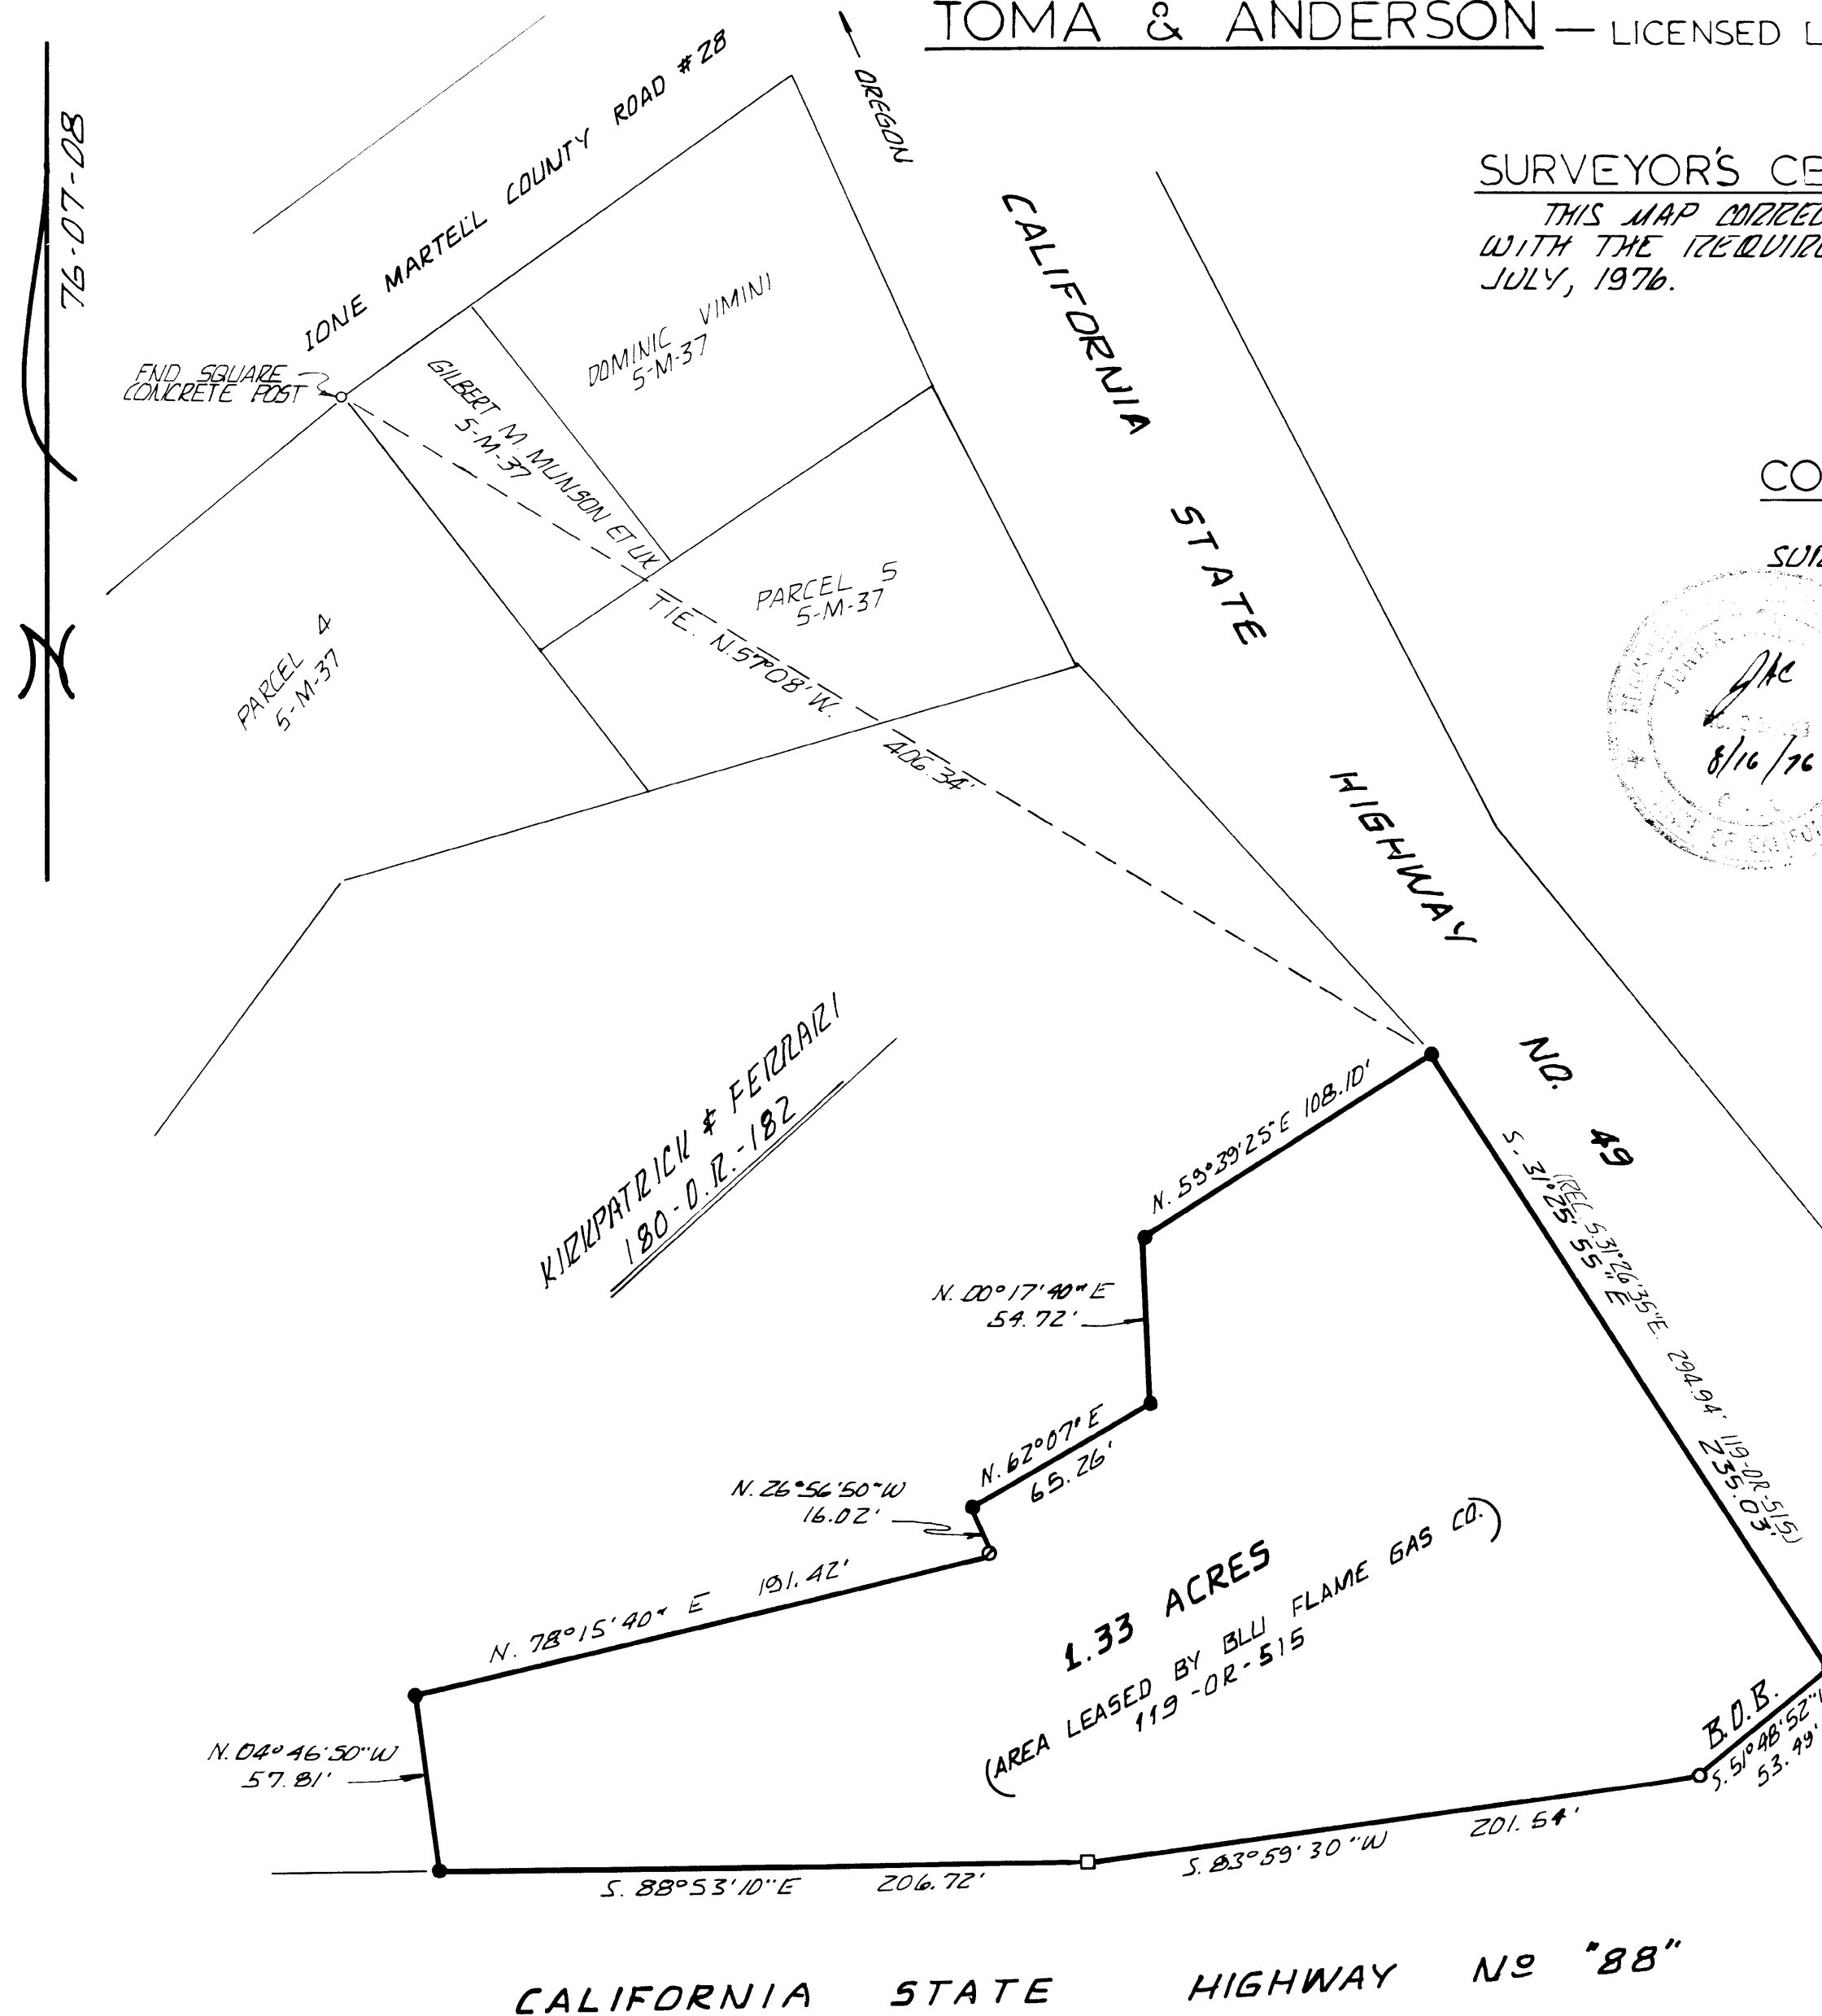 TOMA & ANDERSON — LICENSED L
76-07-08
SURVEYOR'S CE
THIS MAP CORREC
WITH THE REQUIRE
JULY, 1976.
CO
SUR
8/16/76
OREGON
IONE MARTELL COUNTY ROAD #28
FND SQUARE
CONCRETE POST
GILBERT M MUNSON ET UX
5-M-37
DOMINIC VIMINI
5-M-37
PARCEL 5
5-M-37
PARCEL 4
5-M-37
TIE N.57°08'W.
406.34'
CALIFORNIA STATE HIGHWAY NO. 49
KIRKPATRICK & FERRARI
180-O.R.-182
N. 59°39'25"E 108.10'
N. 00°17'40" E
54.72'
N. 62°07' E
65.26'
N. 26°56'50"W
16.02'
N. 78°15'40" E 191.42'
N. 04°46'50"W
57.81'
S. 31°25'55"E
235.03'
(REC. S.31°26'35"E. 294.94' 119-OR-515)
1.33 ACRES
(AREA LEASED BY BLU FLAME GAS CO.)
119-OR-515
B.O.B.
S. 51°48'52"
53.49'
S. 83°59'30"W 201.54'
S. 88°53'10"E 206.72'
CALIFORNIA STATE HIGHWAY Nº "88"